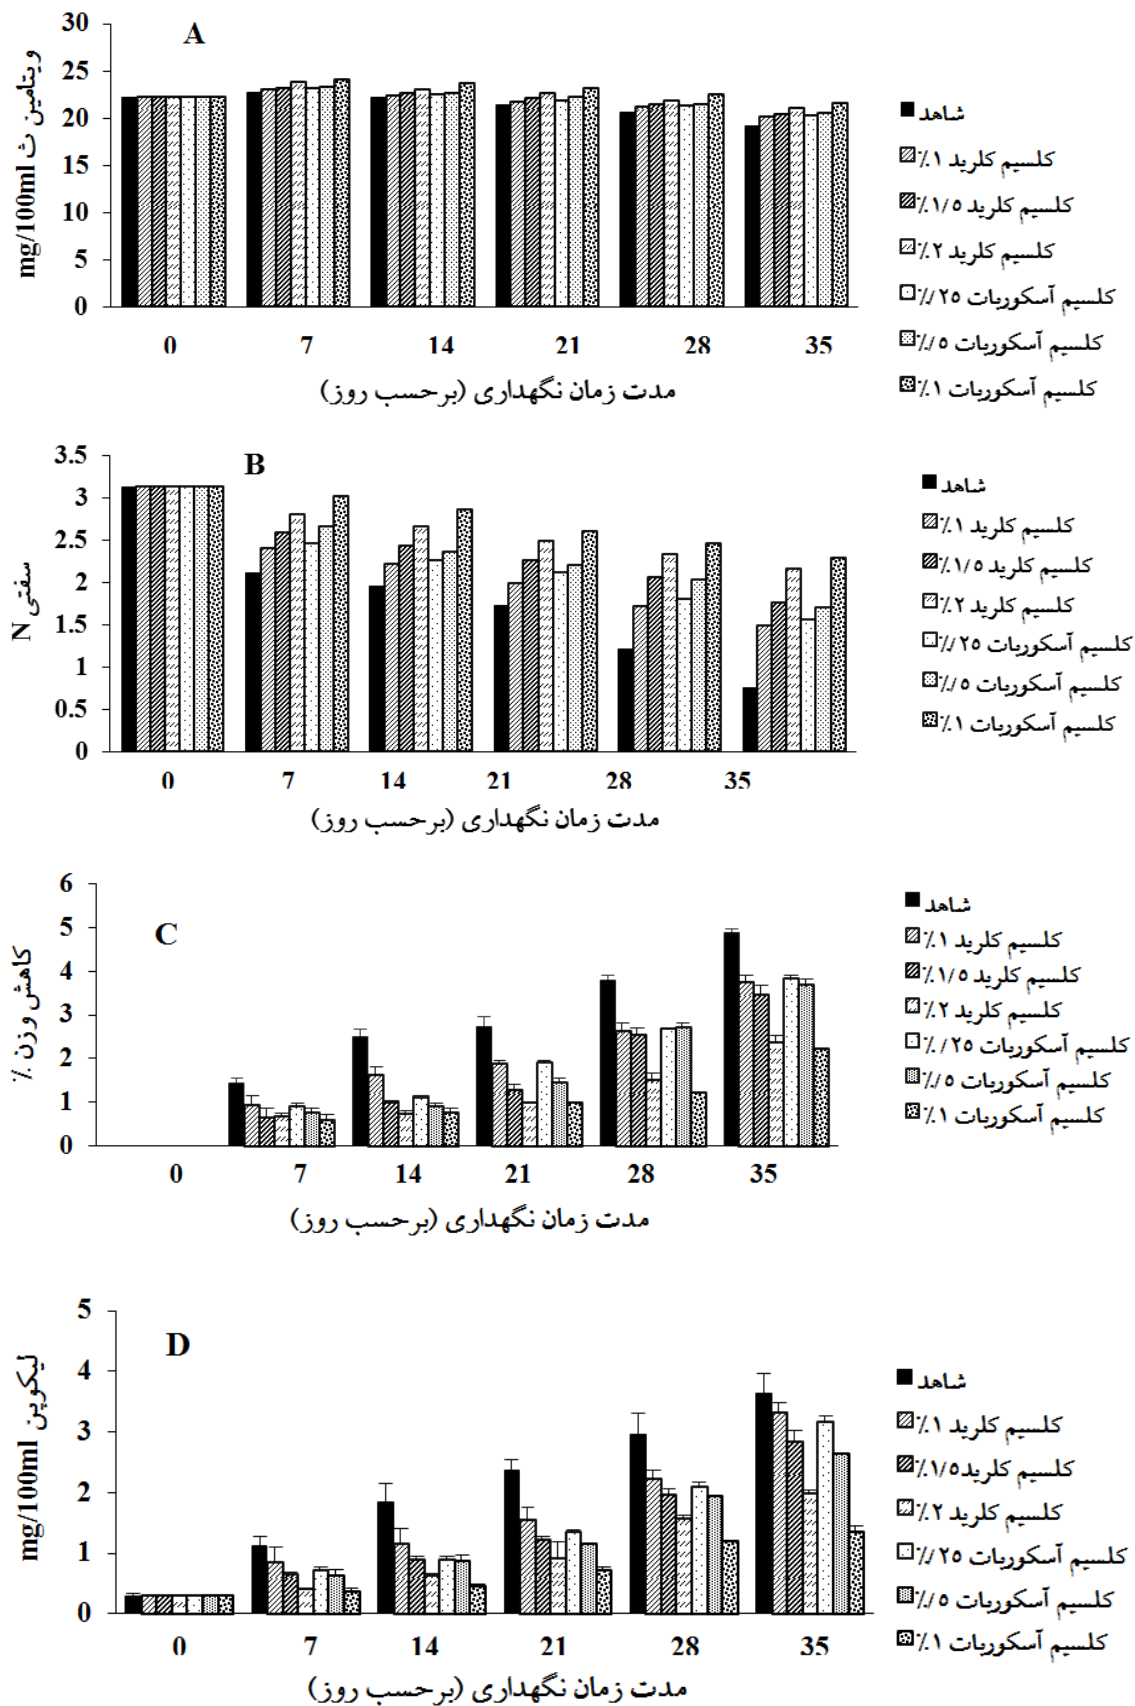 A
30
25
20
15
10
5
0
ویتامین ث mg/100ml
0 7 14 21 28 35
مدت زمان نگهداری (برحسب روز)
شاهد
کلسیم کلرید ۱٪
کلسیم کلرید ۱/۵٪
کلسیم کلرید ۲٪
کلسیم آسکوربات ۲۵/٪
کلسیم آسکوربات ۵/٪
کلسیم آسکوربات ۱٪
B
3.5
3
2.5
2
1.5
1
0.5
0
سفتی N
0 7 14 21 28 35
مدت زمان نگهداری (برحسب روز)
شاهد
کلسیم کلرید ۱٪
کلسیم کلرید ۱/۵٪
کلسیم کلرید ۲٪
کلسیم آسکوربات ۲۵/٪
کلسیم آسکوربات ۵/٪
کلسیم آسکوربات ۱٪
C
6
5
4
3
2
1
0
کاهش وزن ٪
0 7 14 21 28 35
مدت زمان نگهداری (برحسب روز)
شاهد
کلسیم کلرید ۱٪
کلسیم کلرید ۱/۵٪
کلسیم کلرید ۲٪
کلسیم آسکوربات ۲۵/٪
کلسیم آسکوربات ۵/٪
کلسیم آسکوربات ۱٪
D
5
4
3
2
1
0
لیکوپن mg/100ml
0 7 14 21 28 35
مدت زمان نگهداری (برحسب روز)
شاهد
کلسیم کلرید ۱٪
کلسیم کلرید ۱/۵٪
کلسیم کلرید ۲٪
کلسیم آسکوربات ۲۵/٪
کلسیم آسکوربات ۵/٪
کلسیم آسکوربات ۱٪